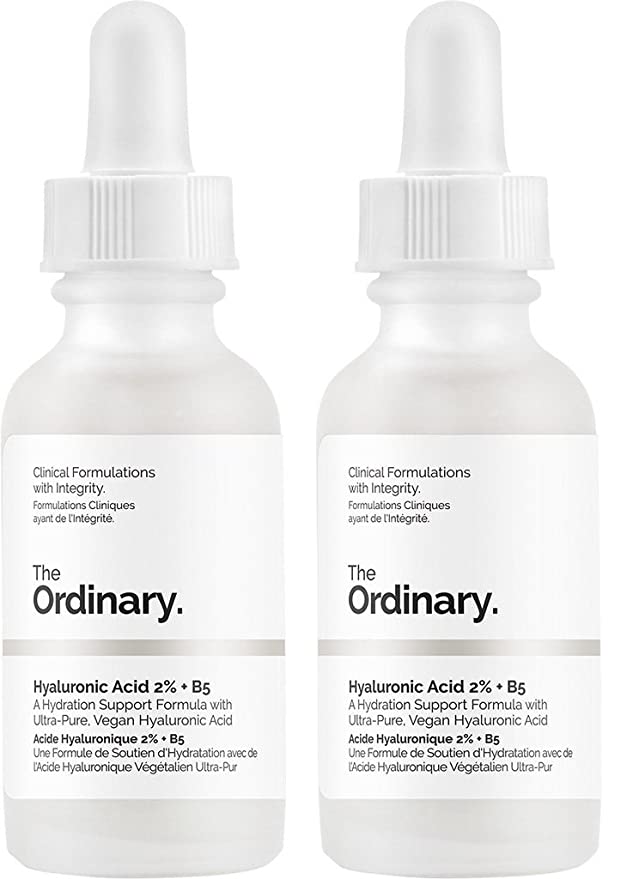 Clinical Formulations
with Integrity.
Formulations Cliniques
ayant de l'Intégrité.
The
Ordinary.
Hyaluronic Acid 2% + B5
A Hydration Support Formula with
Ultra-Pure, Vegan Hyaluronic Acid
Acide Hyaluronique 2% + B5
Une Formule de Soutien d'Hydratation avec de
l'Acide Hyaluronique Végétalien Ultra-Pur
Clinical Formulations
with Integrity.
Formulations Cliniques
ayant de l'Intégrité.
The
Ordinary.
Hyaluronic Acid 2% + B5
A Hydration Support Formula with
Ultra-Pure, Vegan Hyaluronic Acid
Acide Hyaluronique 2% + B5
Une Formule de Soutien d'Hydratation avec de
l'Acide Hyaluronique Végétalien Ultra-Pur